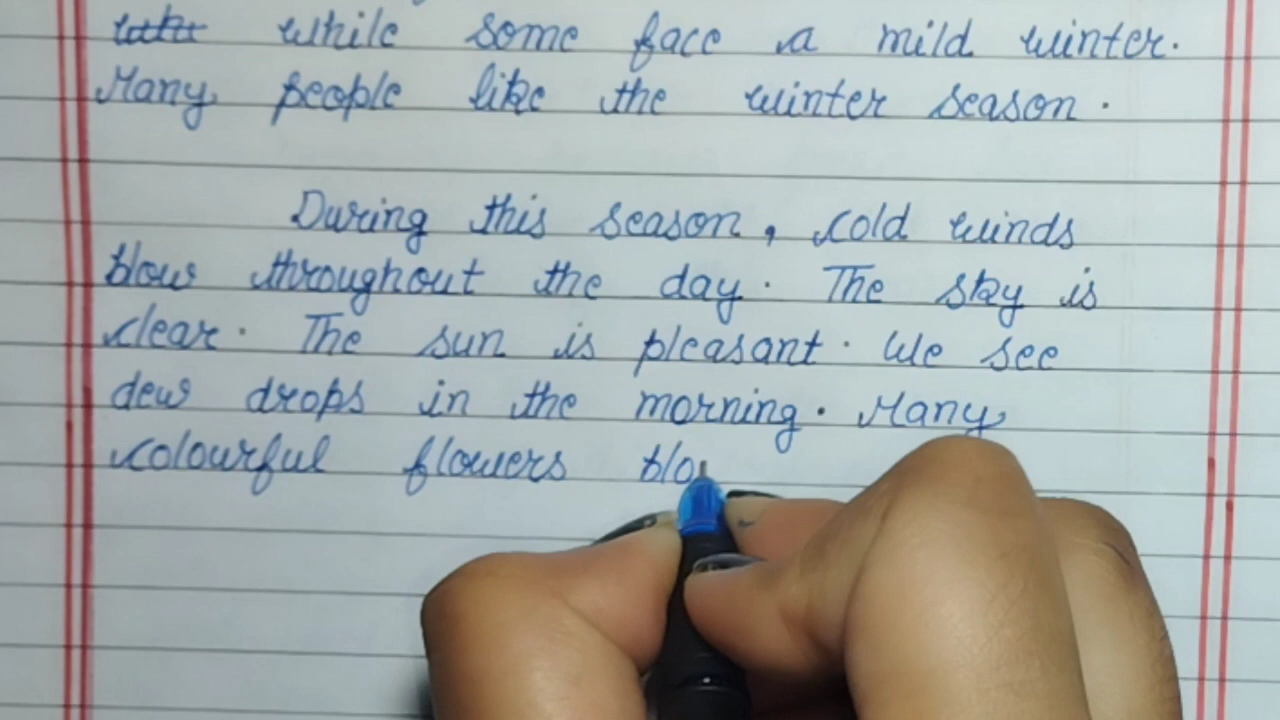 while some face a mild winter.
Many people like the winter season.
During this season, cold winds
blow throughout the day. The sky is
clear. The sun is pleasant. We see
dew drops in the morning. Many
colourful flowers blo